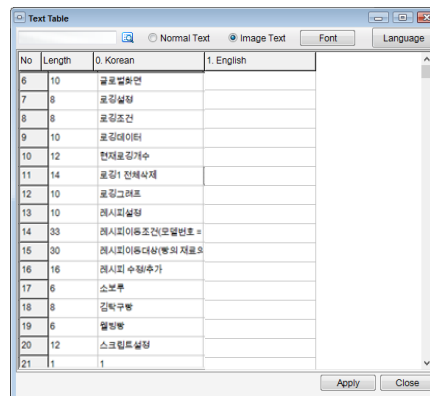 Text Table
Normal Text Image Text Font Language
No Length 0. Korean 1. English
6 10 글로벌화면
7 8 로깅설정
8 8 로깅조건
9 10 로깅데이터
10 12 현재로깅개수
11 14 로깅1 전체삭제
12 10 로깅그래프
13 10 레시피설정
14 33 레시피이동조건(모델번호 =
15 30 레시피이동대상(빵의 재료의
16 16 레시피 수정/추가
17 6 소보루
18 8 김탁구빵
19 6 웰빙빵
20 12 스크립트설정
21 1 1
Apply Close